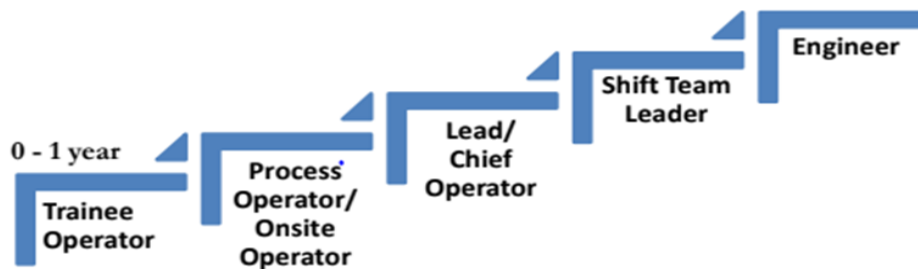 0 - 1 year
Trainee
Operator
Process
Operator/
Onsite
Operator
Lead/
Chief
Operator
Shift Team
Leader
Engineer